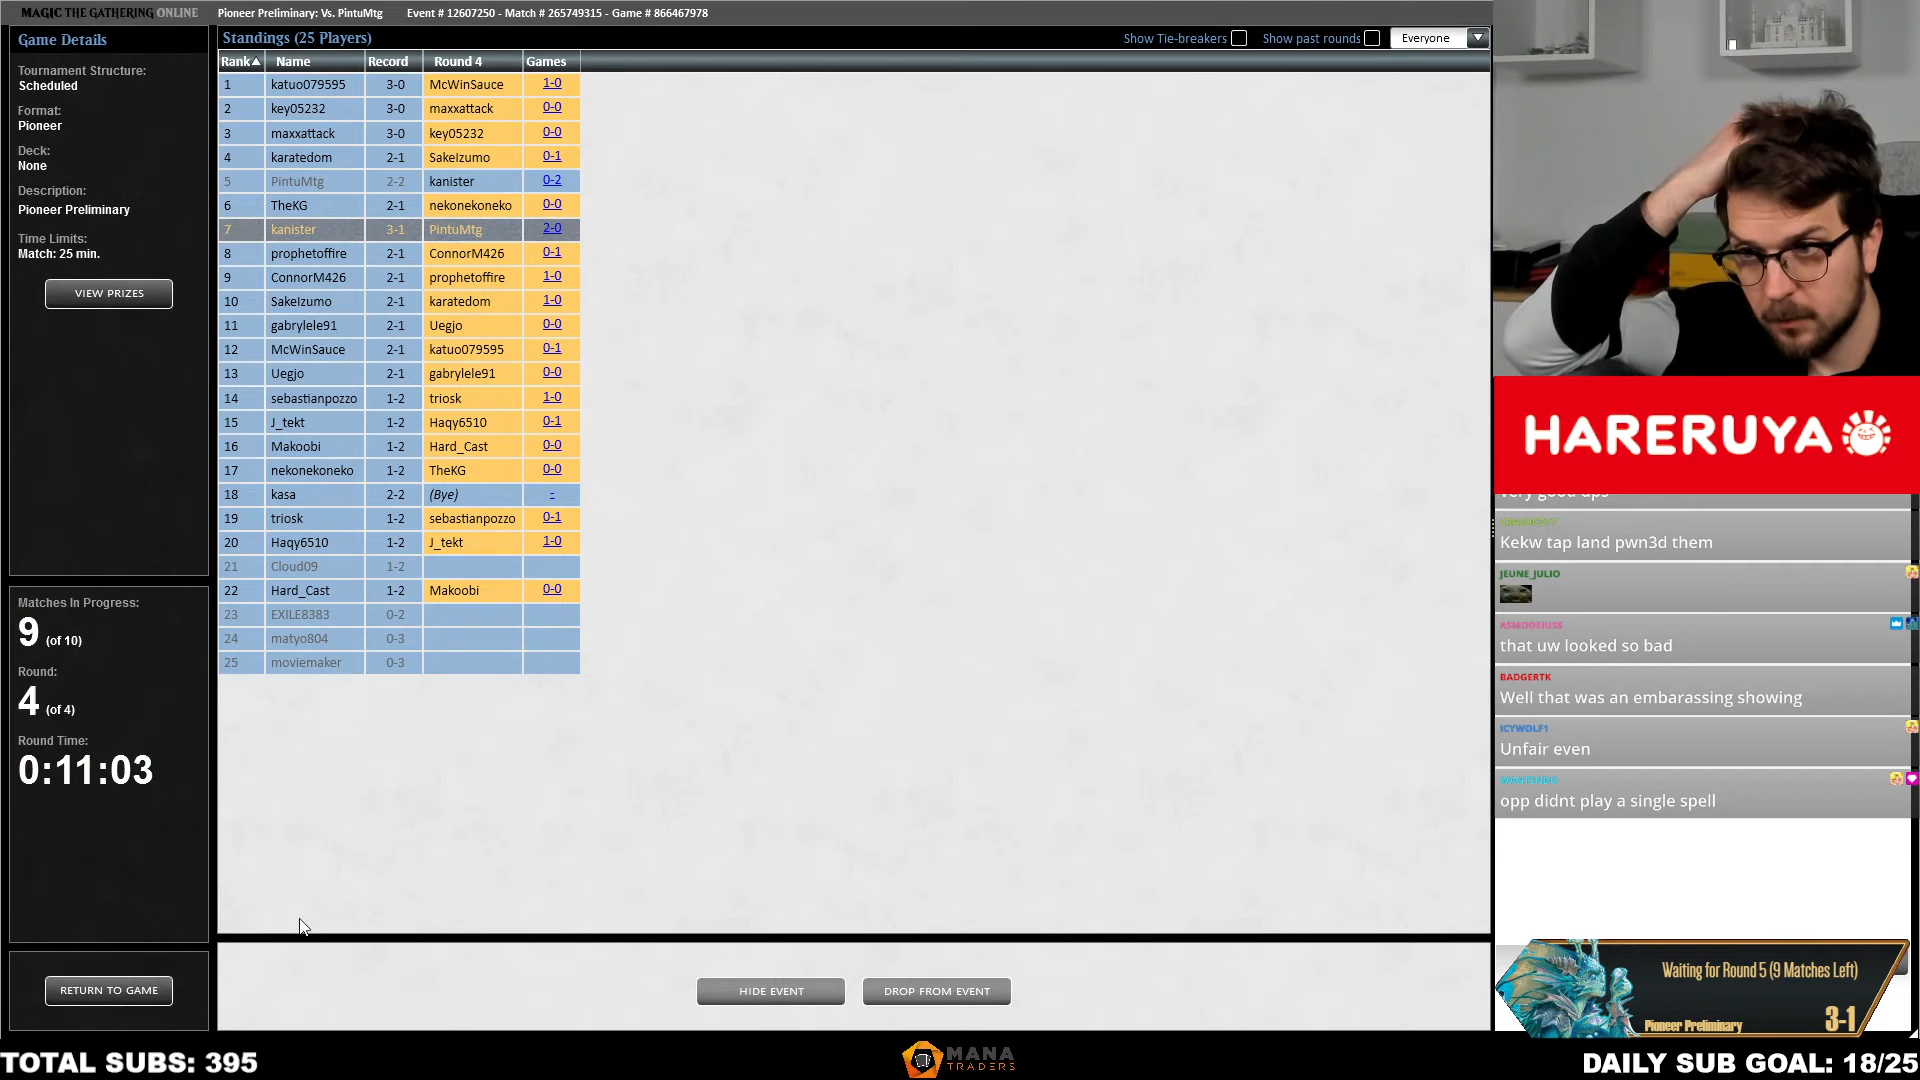 MAGIC THE GATHERING ONLINE
Pioneer Preliminary: Vs. PintuMtg
Event # 12607250 - Match # 265749315 - Game # 866467978
Game Details
Tournament Structure:
Scheduled
Format:
Pioneer
Deck:
None
Description:
Pioneer Preliminary
Time Limits:
Match: 25 min.
VIEW PRIZES
Matches In Progress:
9 (of 10)
Round:
4 (of 4)
Round Time:
0:11:03
RETURN TO GAME
Standings (25 Players)
Show Tie-breakers
Show past rounds
Everyone
Rank Name Record Round 4 Games
1 katuo079595 3-0 McWinSauce 1-0
2 key05232 3-0 maxxattack 0-0
3 maxxattack 3-0 key05232 0-0
4 karatedom 2-1 SakeIzumo 0-1
5 PintuMtg 2-2 kanister 0-2
6 TheKG 2-1 nekonekoneko 0-0
7 kanister 3-1 PintuMtg 2-0
8 prophetoffire 2-1 ConnorM426 0-1
9 ConnorM426 2-1 prophetoffire 1-0
10 SakeIzumo 2-1 karatedom 1-0
11 gabrylele91 2-1 Uegjo 0-0
12 McWinSauce 2-1 katuo079595 0-1
13 Uegjo 2-1 gabrylele91 0-0
14 sebastianpozzo 1-2 triosk 1-0
15 J_tekt 1-2 Haqy6510 0-1
16 Makoobi 1-2 Hard_Cast 0-0
17 nekonekoneko 1-2 TheKG 0-0
18 kasa 2-2 (Bye) -
19 triosk 1-2 sebastianpozzo 0-1
20 Haqy6510 1-2 J_tekt 1-0
21 Cloud09 1-2
22 Hard_Cast 1-2 Makoobi 0-0
23 EXILE8383 0-2
24 matyo804 0-3
25 moviemaker 0-3
HIDE EVENT
DROP FROM EVENT
HARERUYA
very good ups
Kekw tap land pwn3d them
JEUNE_JULIO
ASMODEIUSS
that uw looked so bad
BADGERTK
Well that was an embarassing showing
ICYWOLF1
Unfair even
WANTENBO
opp didnt play a single spell
Waiting for Round 5 (9 Matches Left)
Pioneer Preliminary
3-1
TOTAL SUBS: 395
MANA
TRADERS
DAILY SUB GOAL: 18/25